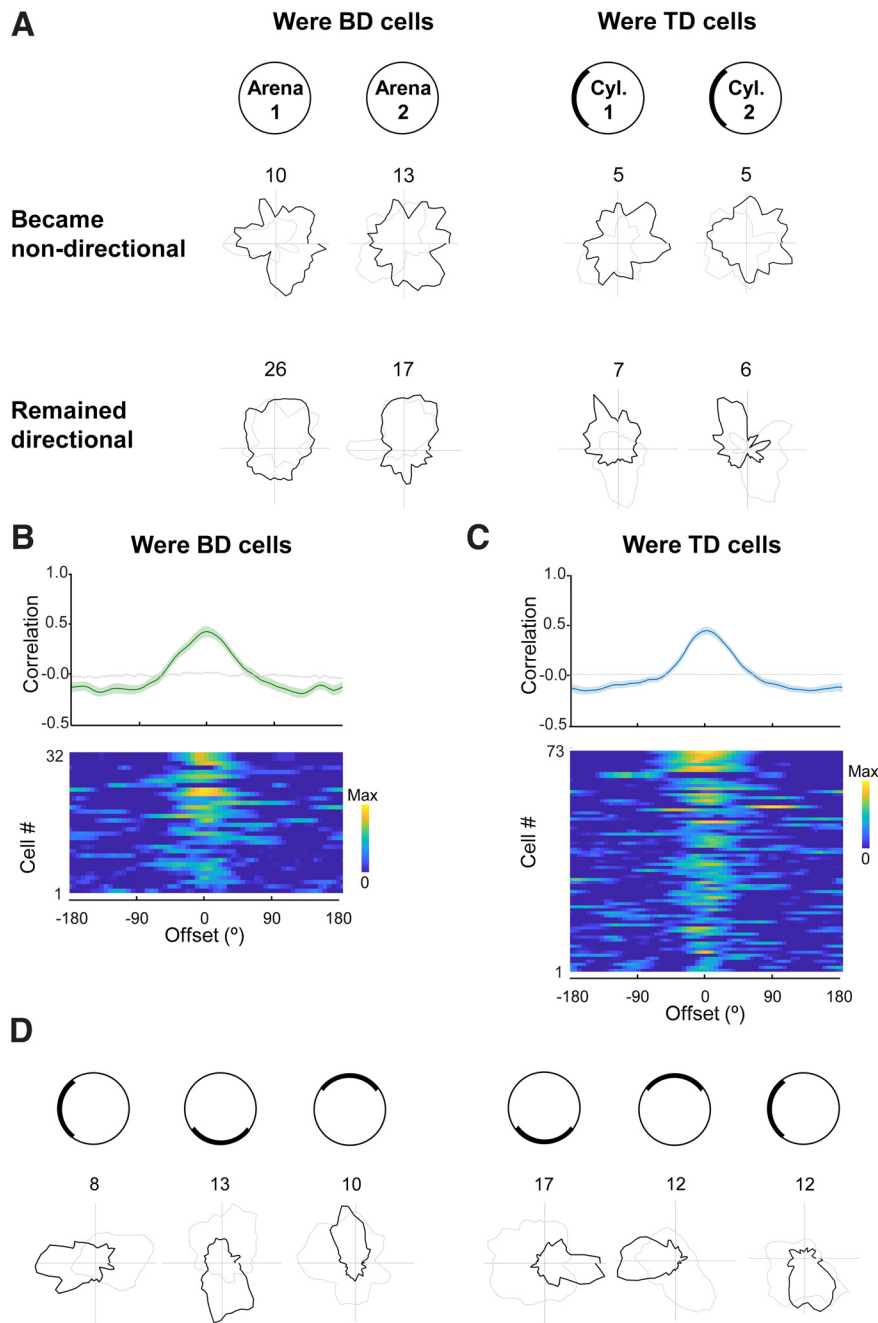 A
Were BD cells
Were TD cells
Arena
1
Arena
2
Cyl.
1
Cyl.
2
Became
non-directional
10
13
5
5
Remained
directional
26
17
7
6
B
Were BD cells
1.0
0.5
-0.0
-0.5
Correlation
32
1
Cell #
Max
0
-180
-90
0
90
180
Offset (º)
C
Were TD cells
1.0
0.5
-0.0
-0.5
Correlation
73
1
Cell #
Max
0
-180
-90
0
90
180
Offset (º)
D
8
13
10
17
12
12